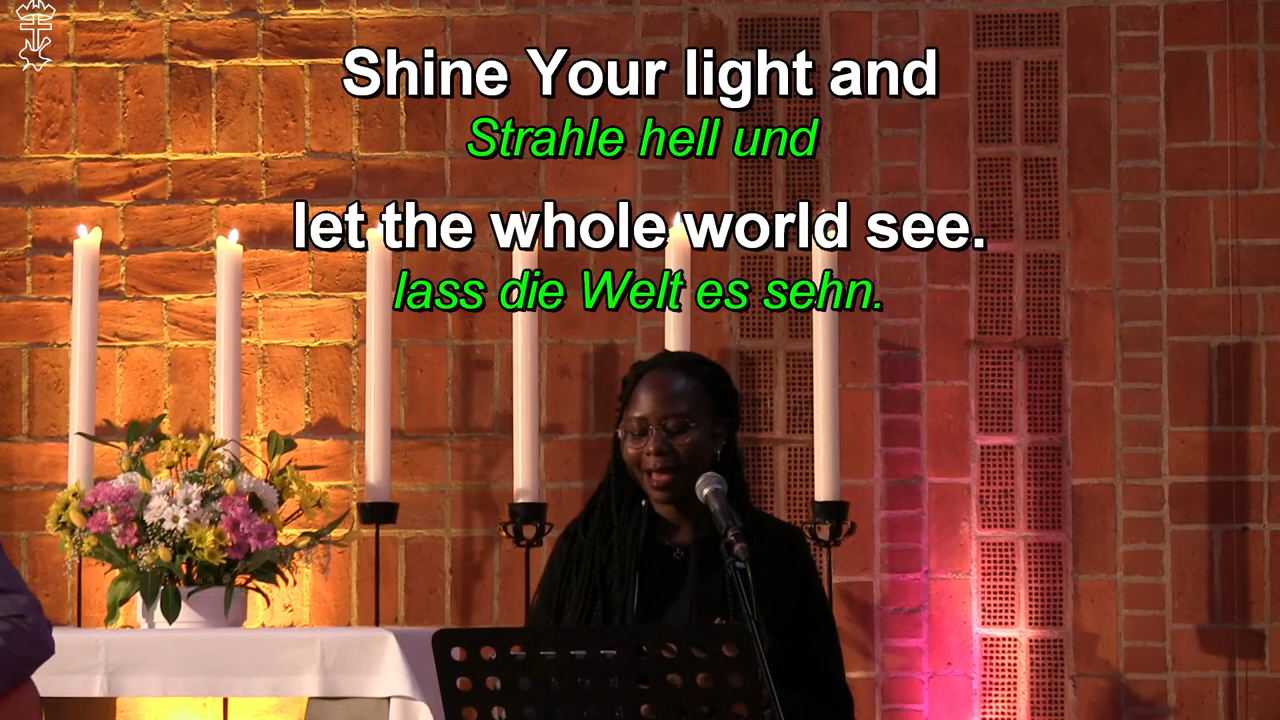 Shine Your light and
Strahle hell und
let the whole world see.
lass die Welt es sehn.